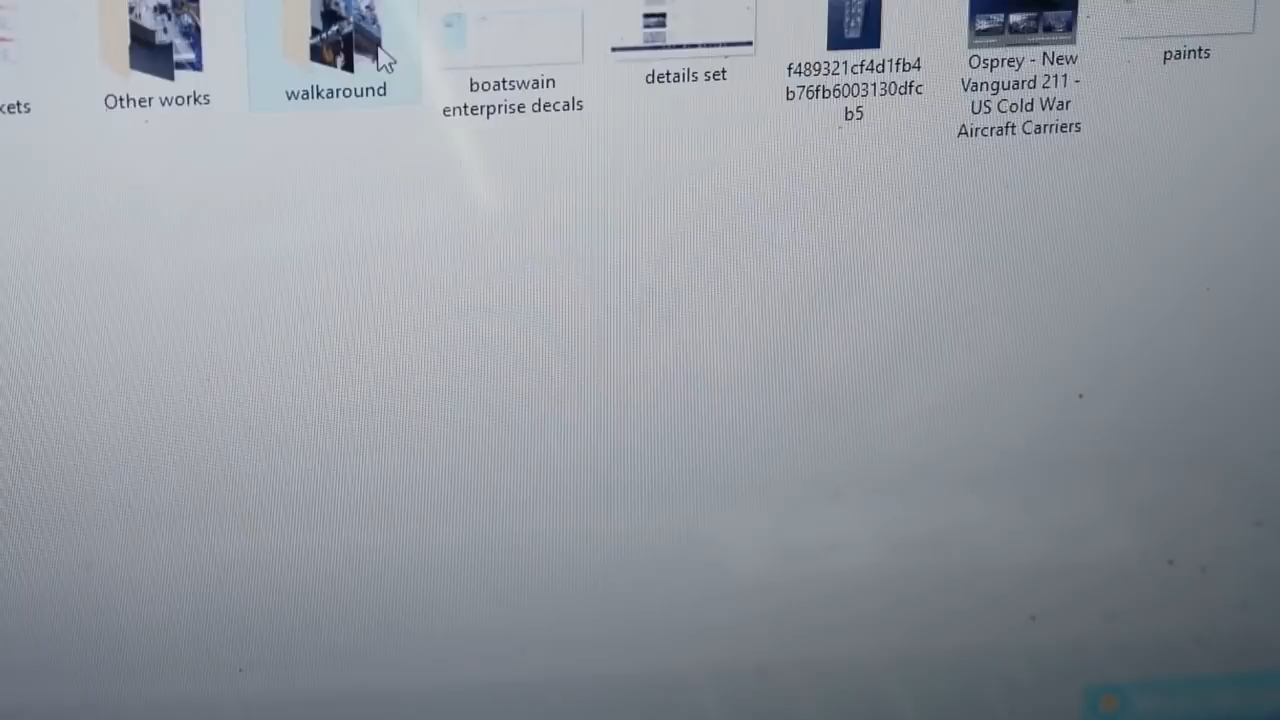 kets
Other works
walkaround
boatswain
enterprise decals
details set
f489321cf4d1fb4
b76fb6003130dfc
b5
Osprey - New
Vanguard 211 -
US Cold War
Aircraft Carriers
paints